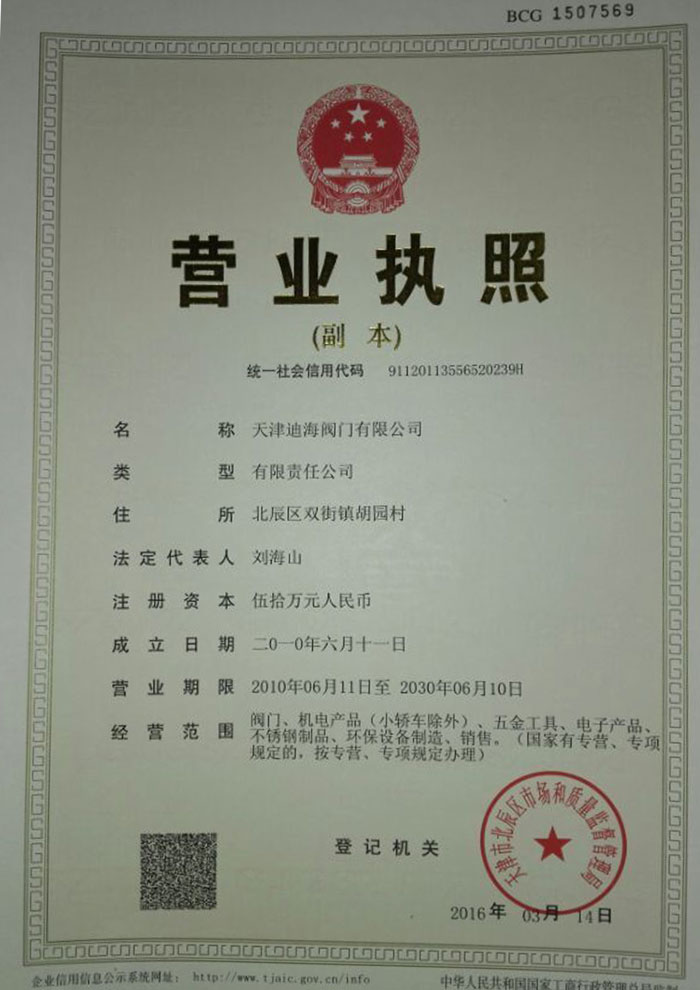 BCG 1507569
营业执照
(副 本)
统一社会信用代码 91120113556520239H
名 称 天津迪海阀门有限公司
类 型 有限责任公司
住 所 北辰区双街镇胡园村
法定代表人 刘海山
注册资本 伍拾万元人民币
成立日期 二0一0年六月十一日
营业期限 2010年06月11日至 2030年06月10日
经营范围 阀门、机电产品（小轿车除外）、五金工具、电子产品、
不锈钢制品、环保设备制造、销售。（国家有专营、专项
规定的，按专营、专项规定办理）
登记机关
天津市北辰区市场和质量监督管理局
2016年 03月 14日
企业信用信息公示系统网址： http://www.tjaic.gov.cn/info
中华人民共和国国家工商行政管理总局监制